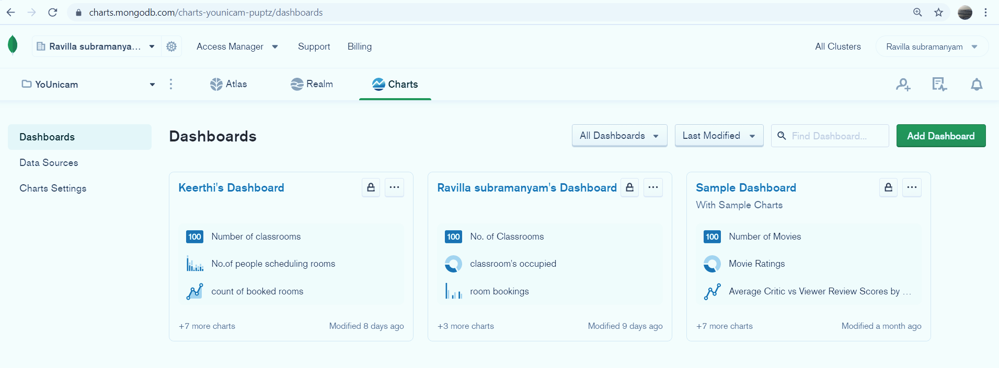 charts.mongodb.com/charts-younicam-puptz/dashboards
Ravilla subramanya... Access Manager Support Billing All Clusters Ravilla subramanyam
YoUnicam Atlas Realm Charts
Dashboards
Data Sources
Charts Settings
Dashboards All Dashboards Last Modified Find Dashboard... Add Dashboard
Keerthi's Dashboard
100 Number of classrooms
No.of people scheduling rooms
count of booked rooms
+7 more charts Modified 8 days ago
Ravilla subramanyam's Dashboard
100 No. of Classrooms
classroom's occupied
room bookings
+3 more charts Modified 9 days ago
Sample Dashboard
With Sample Charts
100 Number of Movies
Movie Ratings
Average Critic vs Viewer Review Scores by ...
+7 more charts Modified a month ago